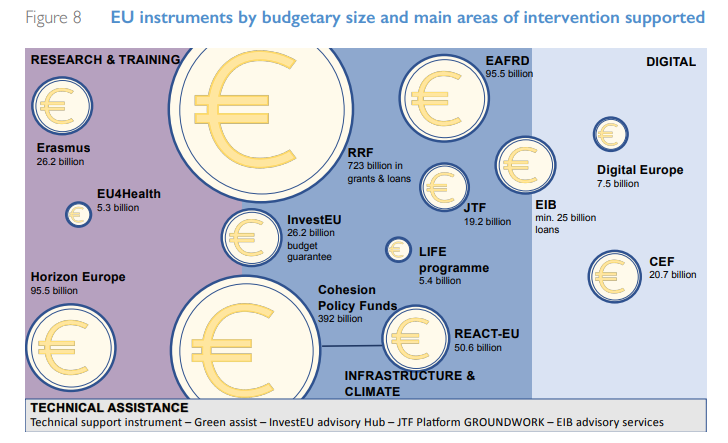 Figure 8 EU instruments by budgetary size and main areas of intervention supported
RESEARCH & TRAINING
EAFRD
95.5 billion
DIGITAL
Erasmus
26.2 billion
RRF
723 billion in
grants & loans
Digital Europe
7.5 billion
EU4Health
5.3 billion
JTF
19.2 billion
EIB
min. 25 billion
loans
InvestEU
26.2 billion
budget
guarantee
LIFE
programme
5.4 billion
CEF
20.7 billion
Horizon Europe
95.5 billion
Cohesion
Policy Funds
392 billion
REACT-EU
50.6 billion
INFRASTRUCTURE &
CLIMATE
TECHNICAL ASSISTANCE
Technical support instrument – Green assist – InvestEU advisory Hub – JTF Platform GROUNDWORK – EIB advisory services